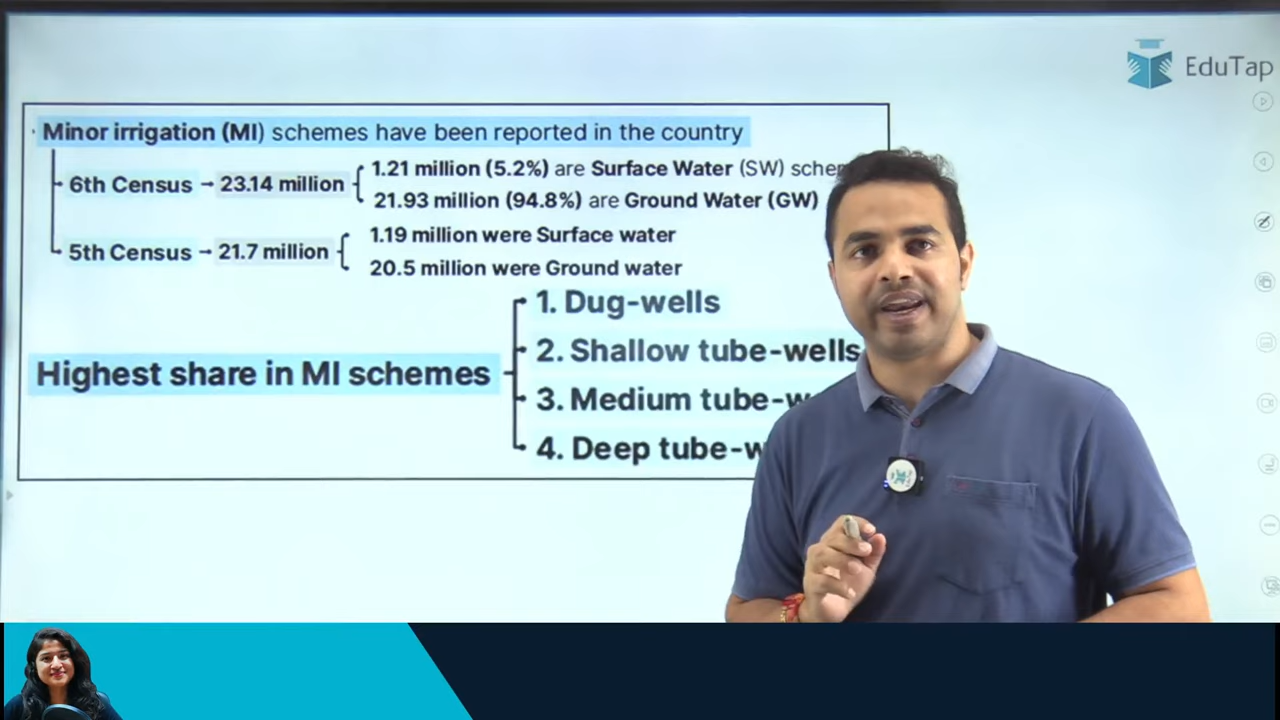 EduTap
Minor irrigation (MI) schemes have been reported in the country
6th Census → 23.14 million
1.21 million (5.2%) are Surface Water (SW)
21.93 million (94.8%) are Ground Water (GW)
5th Census → 21.7 million
1.19 million were Surface water
20.5 million were Ground water
Highest share in MI schemes
1. Dug-wells
2. Shallow tube-wells
3. Medium
4. Deep